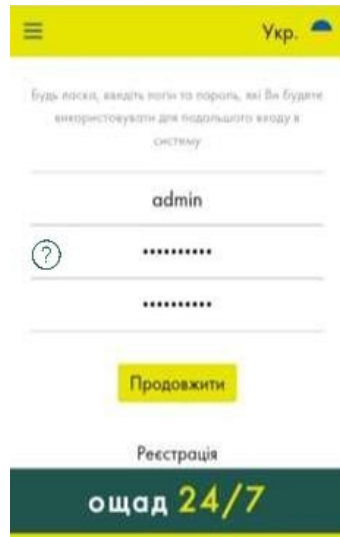 Укр.
Будь ласка, введіть логін та пароль, які Ви будете
використовувати для подальшого входу в
систему
admin
?
••••••••••
••••••••••
Продовжити
Реєстрація
ощад 24/7